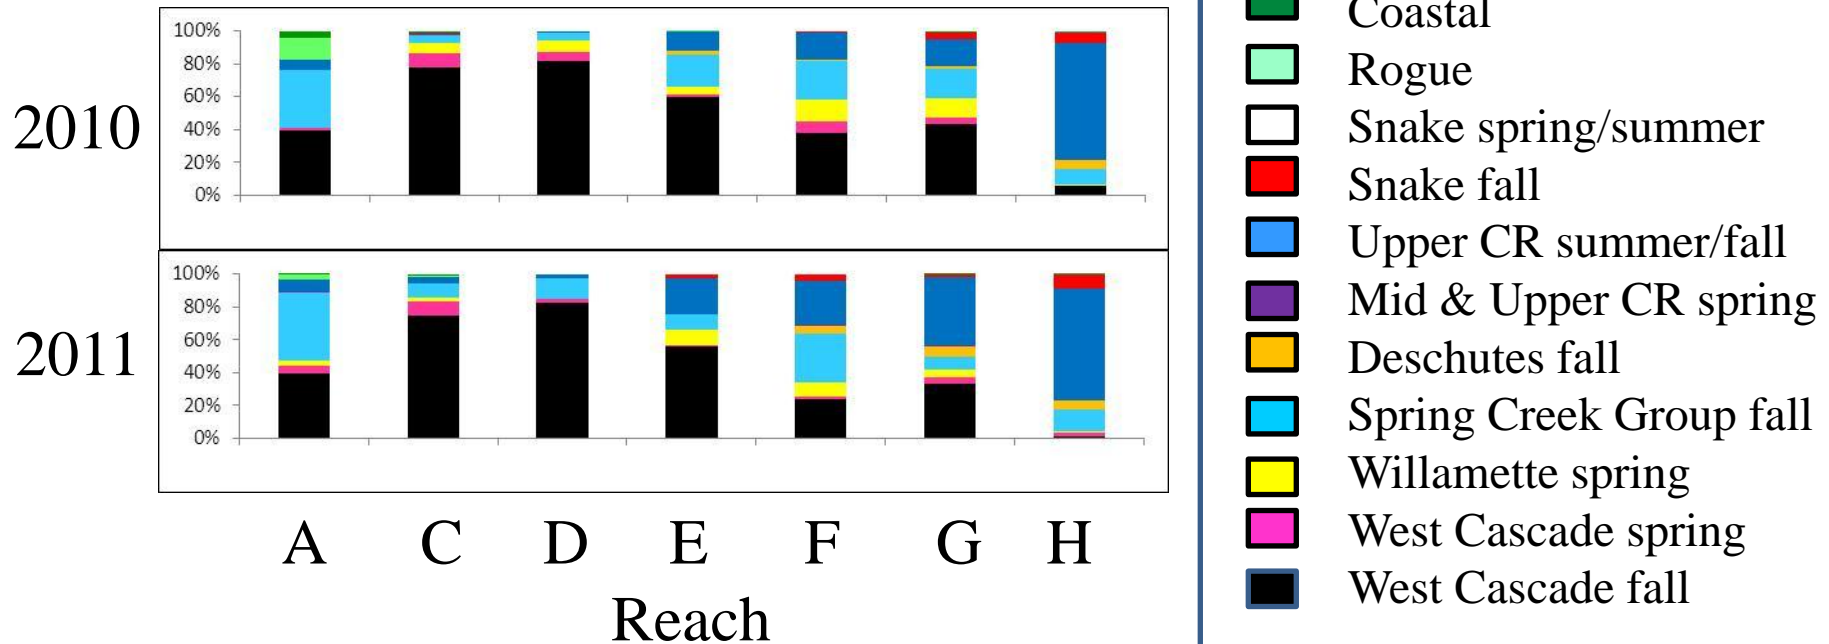 2010
100%
80%
60%
40%
20%
0%
2011
100%
80%
60%
40%
20%
0%
A C D E F G H
Reach
Coastal
Rogue
Snake spring/summer
Snake fall
Upper CR summer/fall
Mid & Upper CR spring
Deschutes fall
Spring Creek Group fall
Willamette spring
West Cascade spring
West Cascade fall